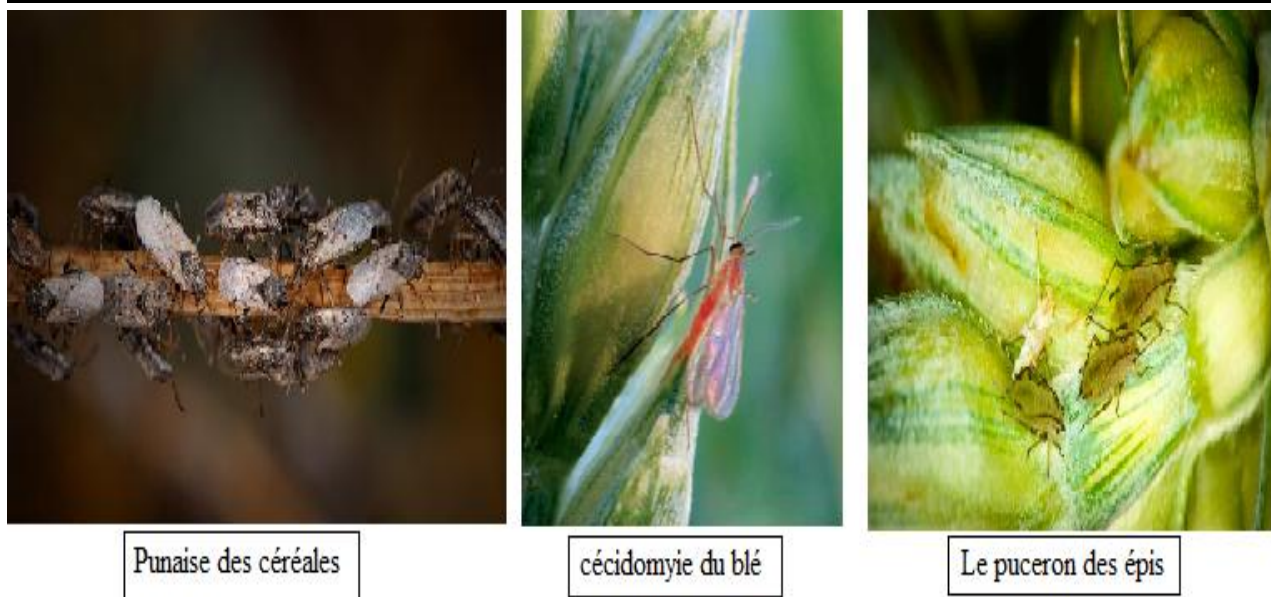 Punaise des céréales
cécidomyie du blé
Le puceron des épis